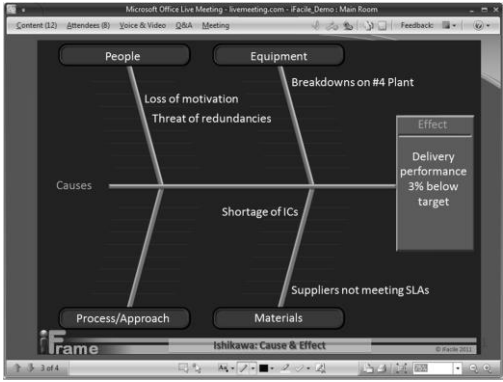 Microsoft Office Live Meeting - livemeeting.com - iFacile_Demo : Main Room
Content (12) Attendees (8) Voice & Video Q&A Meeting Feedback:
People
Equipment
Breakdowns on #4 Plant
Loss of motivation
Threat of redundancies
Effect
Delivery
performance
3% below
target
Causes
Shortage of ICs
Suppliers not meeting SLAs
Process/Approach
Materials
iFrame
Ishikawa: Cause & Effect
© iFacile 2011
3 of 4